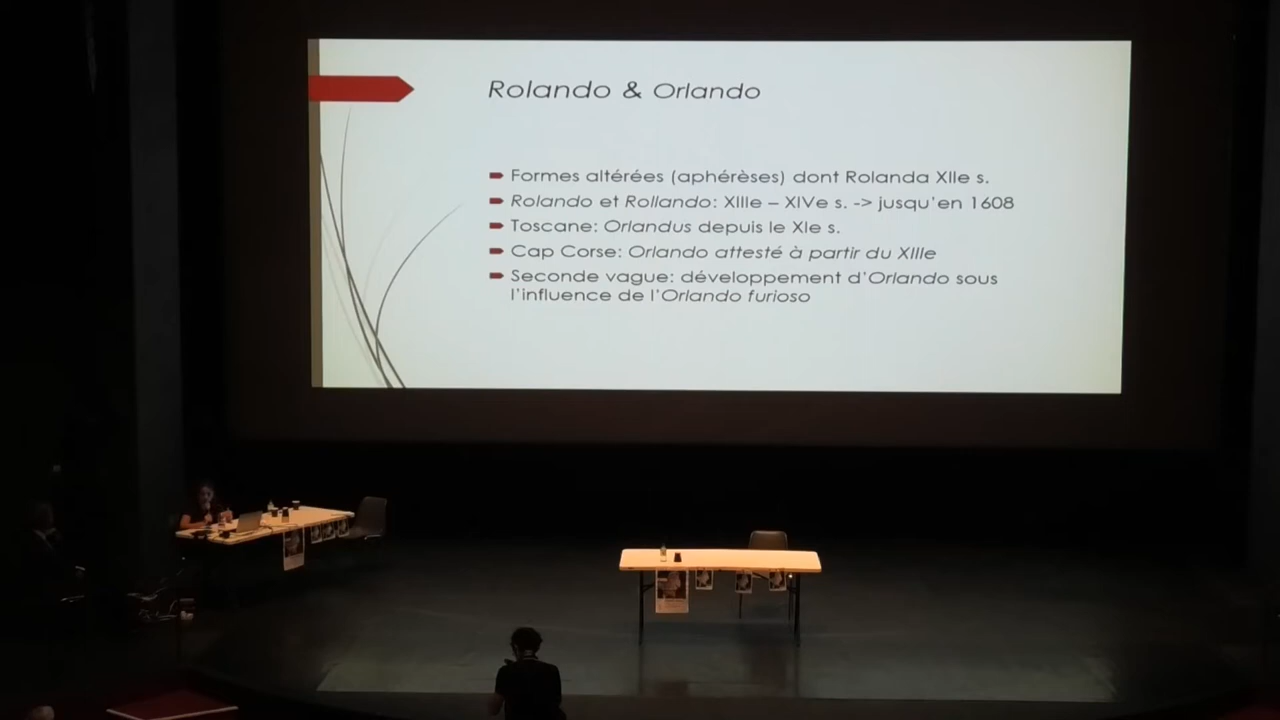 Rolando & Orlando
Formes altérées (aphérèses) dont Rolanda XIIe s.
Rolando et Rollando: XIIIe – XIVe s. -> jusqu'en 1608
Toscane: Orlandus depuis le XIe s.
Cap Corse: Orlando attesté à partir du XIIIe
Seconde vague: développement d'Orlando sous
l'influence de l'Orlando furioso